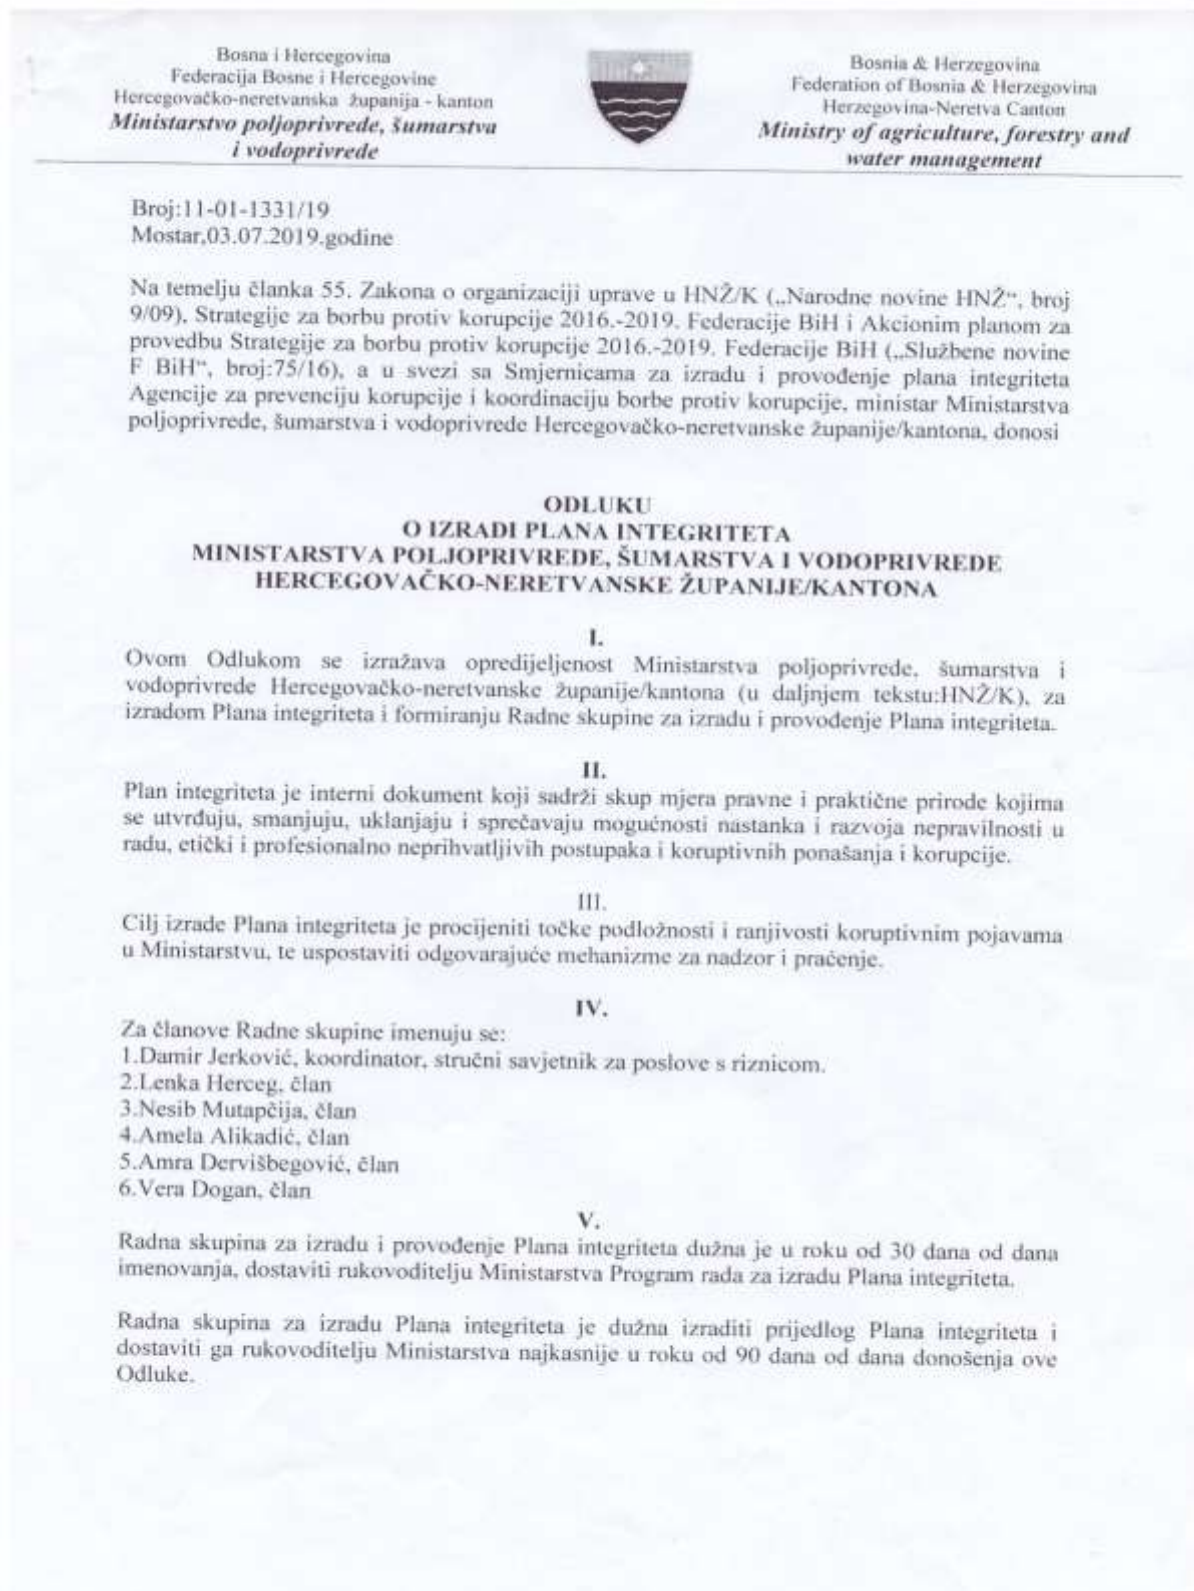 Bosna i Hercegovina
Federacija Bosne i Hercegovine
Hercegovačko-neretvanska županija - kanton
Ministarstvo poljoprivrede, šumarstva
i vodoprivrede
Bosnia & Herzegovina
Federation of Bosnia & Herzegovina
Herzegovina-Neretva Canton
Ministry of agriculture, forestry and
water management
Broj:11-01-1331/19
Mostar,03.07.2019.godine
Na temelju članka 55. Zakona o organizaciji uprave u HNŽ/K („Narodne novine HNŽ“, broj
9/09), Strategije za borbu protiv korupcije 2016.-2019. Federacije BiH i Akcionim planom za
provedbu Strategije za borbu protiv korupcije 2016.-2019. Federacije BiH („Službene novine
F BiH“, broj:75/16), a u svezi sa Smjernicama za izradu i provođenje plana integriteta
Agencije za prevenciju korupcije i koordinaciju borbe protiv korupcije, ministar Ministarstva
poljoprivrede, šumarstva i vodoprivrede Hercegovačko-neretvanske županije/kantona, donosi
ODLUKU
O IZRADI PLANA INTEGRITETA
MINISTARSTVA POLJOPRIVREDE, ŠUMARSTVA I VODOPRIVREDE
HERCEGOVAČKO-NERETVANSKE ŽUPANIJE/KANTONA
I.
Ovom Odlukom se izražava opredijeljenost Ministarstva poljoprivrede, šumarstva i
vodoprivrede Hercegovačko-neretvanske županije/kantona (u daljnjem tekstu:HNŽ/K), za
izradom Plana integriteta i formiranju Radne skupine za izradu i provođenje Plana integriteta.
II.
Plan integriteta je interni dokument koji sadrži skup mjera pravne i praktične prirode kojima
se utvrđuju, smanjuju, uklanjaju i sprečavaju mogućnosti nastanka i razvoja nepravilnosti u
radu, etički i profesionalno neprihvatljivih postupaka i koruptivnih ponašanja i korupcije.
III.
Cilj izrade Plana integriteta je procijeniti točke podložnosti i ranjivosti koruptivnim pojavama
u Ministarstvu, te uspostaviti odgovarajuće mehanizme za nadzor i praćenje.
IV.
Za članove Radne skupine imenuju se:
1.Damir Jerković, koordinator, stručni savjetnik za poslove s riznicom.
2.Lenka Herceg, član
3.Nesib Mutapčija, član
4.Amela Alikadić, član
5.Amra Dervišbegović, član
6.Vera Dogan, član
V.
Radna skupina za izradu i provođenje Plana integriteta dužna je u roku od 30 dana od dana
imenovanja, dostaviti rukovoditelju Ministarstva Program rada za izradu Plana integriteta.
Radna skupina za izradu Plana integriteta je dužna izraditi prijedlog Plana integriteta i
dostaviti ga rukovoditelju Ministarstva najkasnije u roku od 90 dana od dana donošenja ove
Odluke.